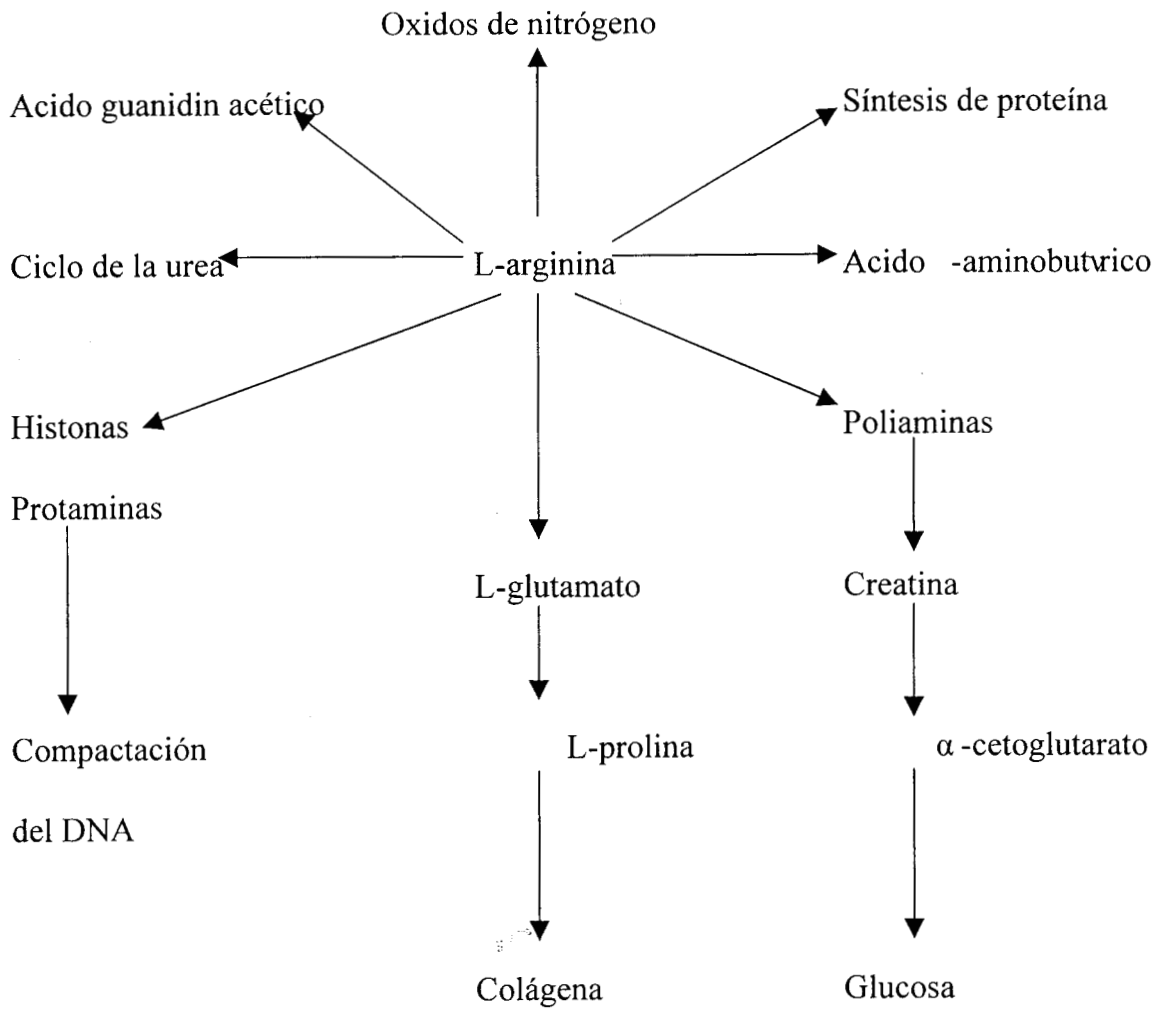 Oxidos de nitrógeno
Acido guanidin acético
Síntesis de proteína
Ciclo de la urea
L-arginina
Acido -aminobutyrico
Histonas
Poliaminas
Protaminas
L-glutamato
Creatina
Compactación
L-prolina
α -cetoglutarato
del DNA
Colágena
Glucosa